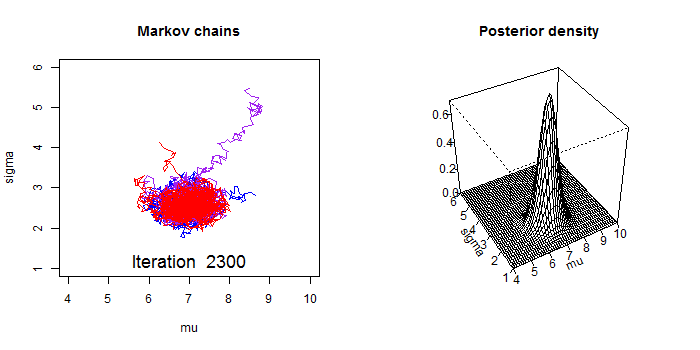 Markov chains
sigma
6
5
4
3
2
1
Iteration 2300
4 5 6 7 8 9 10
mu
Posterior density
0.6
0.4
0.2
0.0
6
5
4
3
2
1
sigma
4 5 6 7 8 9 10
mu